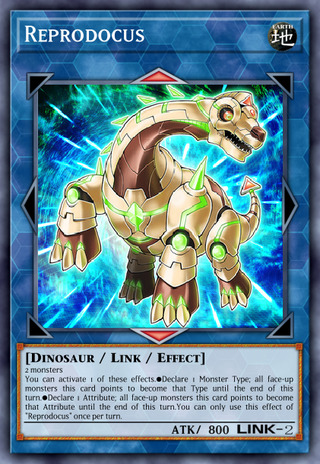 REPRODOCUS
EARTH
地
[DINOSAUR / LINK / EFFECT]
2 monsters
You can activate 1 of these effects.●Declare 1 Monster Type; all face-up
monsters this card points to become that Type until the end of this
turn.●Declare 1 Attribute; all face-up monsters this card points to become
that Attribute until the end of this turn.You can only use this effect of
"Reprodocus" once per turn.
ATK/ 800 LINK-2